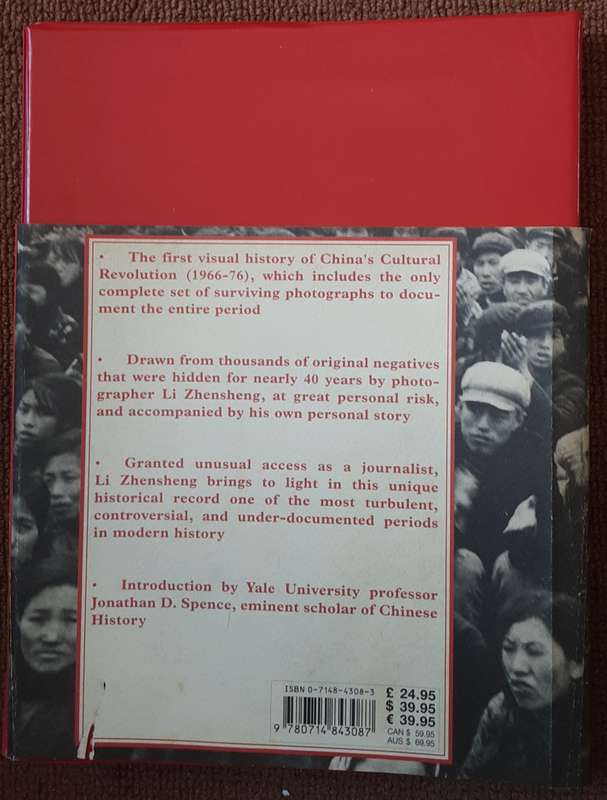 • The first visual history of China's Cultural
Revolution (1966-76), which includes the only
complete set of surviving photographs to docu-
ment the entire period
• Drawn from thousands of original negatives
that were hidden for nearly 40 years by photo-
grapher Li Zhensheng, at great personal risk,
and accompanied by his own personal story
• Granted unusual access as a journalist,
Li Zhensheng brings to light in this unique
historical record one of the most turbulent,
controversial, and under-documented periods
in modern history
• Introduction by Yale University professor
Jonathan D. Spence, eminent scholar of Chinese
History
ISBN 0-7148-4308-3
9 780714 843087
£ 24.95
$ 39.95
€ 39.95
CAN $ 59.95
AUS $ 69.95